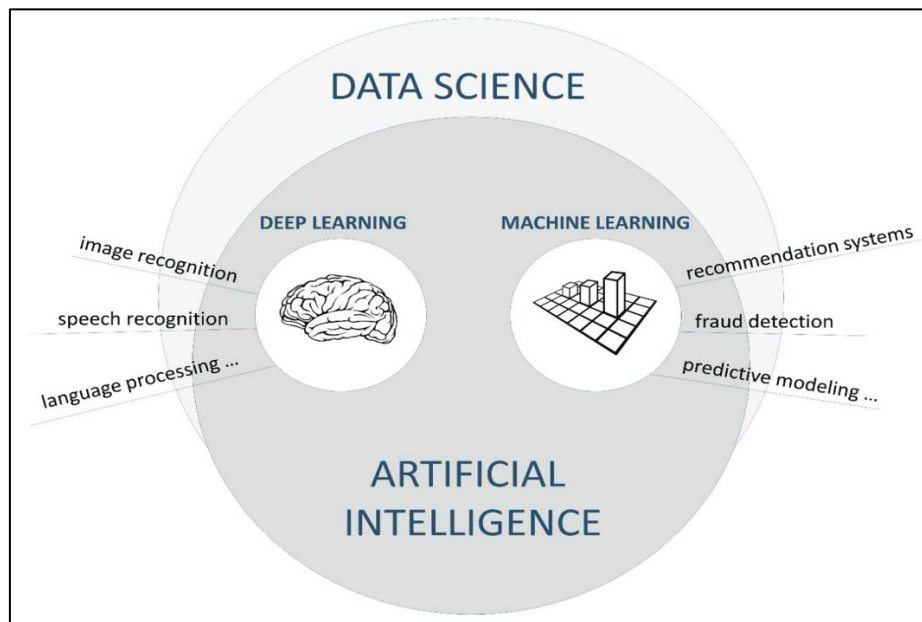 DATA SCIENCE
DEEP LEARNING
MACHINE LEARNING
image recognition
speech recognition
language processing ...
recommendation systems
fraud detection
predictive modeling ...
ARTIFICIAL
INTELLIGENCE